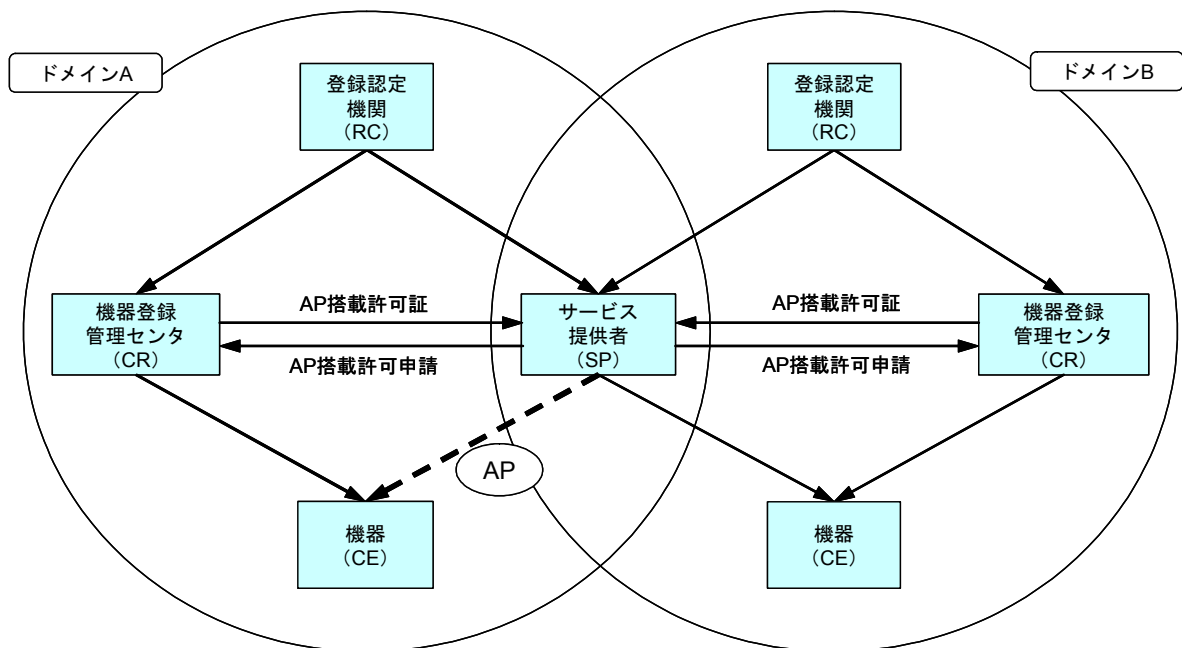 ドメインA
ドメインB
登録認定
機関
（RC）
登録認定
機関
（RC）
機器登録
管理センタ
（CR）
AP搭載許可証
AP搭載許可申請
サービス
提供者
（SP）
AP搭載許可証
AP搭載許可申請
機器登録
管理センタ
（CR）
AP
機器
（CE）
機器
（CE）